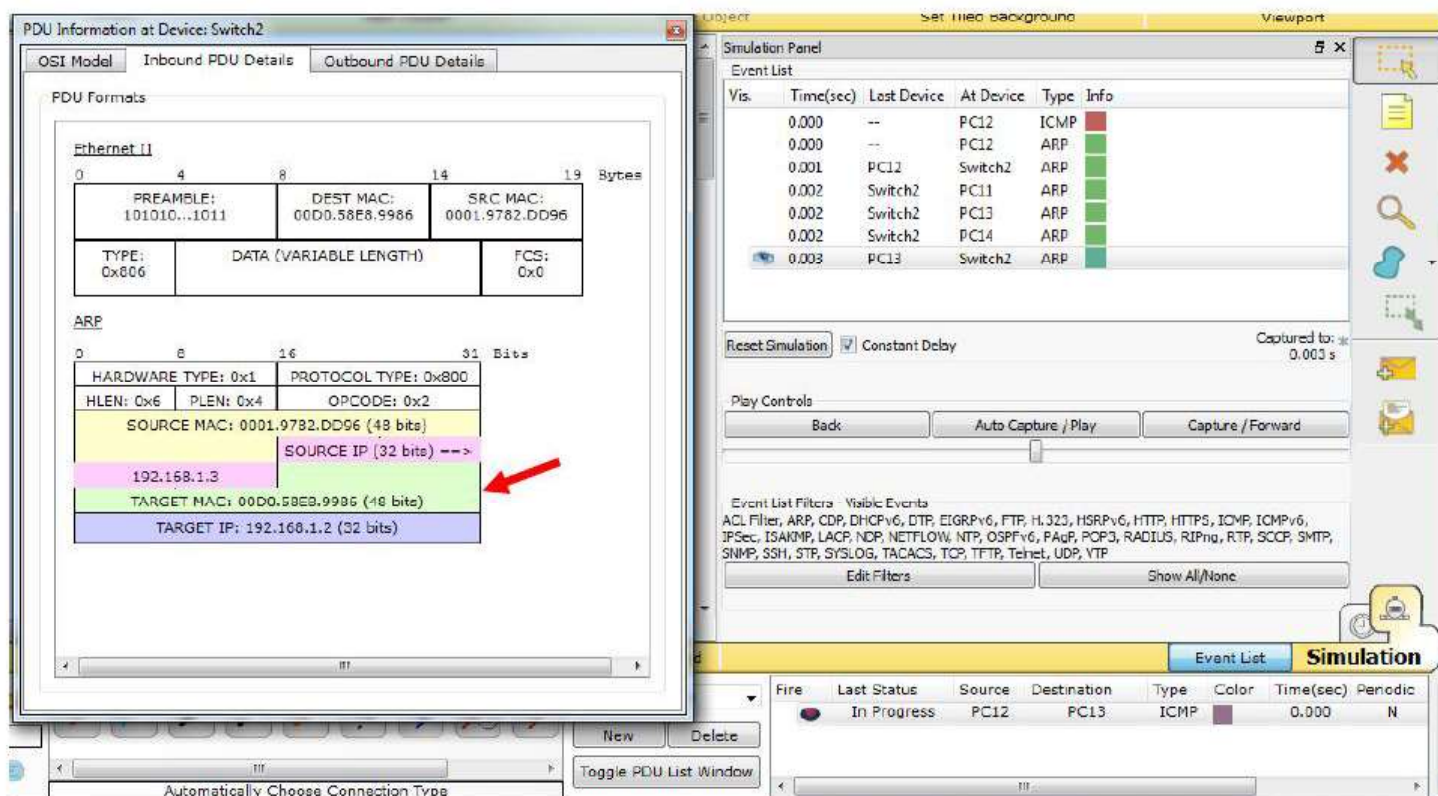 PDU Information at Device: Switch2
OSI Model Inbound PDU Details Outbound PDU Details
PDU Formats
Ethernet II
0 4 8 14 19 Bytes
PREAMBLE: 101010...1011
DEST MAC: 00D0.58E8.9986
SRC MAC: 0001.9782.DD96
TYPE: 0x806
DATA (VARIABLE LENGTH)
FCS: 0x0
ARP
0 8 16 31 Bits
HARDWARE TYPE: 0x1 PROTOCOL TYPE: 0x800
HLEN: 0x6 PLEN: 0x4 OPCODE: 0x2
SOURCE MAC: 0001.9782.DD96 (48 bits)
SOURCE IP (32 bits) ==>
192.168.1.3
TARGET MAC: 00D0.58E8.9986 (48 bits)
TARGET IP: 192.168.1.2 (32 bits)
Set Tiled Background Viewport
Simulation Panel
Event List
Vis. Time(sec) Last Device At Device Type Info
0.000 -- PC12 ICMP
0.000 -- PC12 ARP
0.001 PC12 Switch2 ARP
0.002 Switch2 PC11 ARP
0.002 Switch2 PC13 ARP
0.002 Switch2 PC14 ARP
0.003 PC13 Switch2 ARP
Reset Simulation Constant Delay Captured to: *
0.003 s
Play Controls
Back Auto Capture / Play Capture / Forward
Event List Filters - Visible Events
ACL Filter, ARP, CDP, DHCPv6, DTP, EIGRPv6, FTP, H.323, HSRPv6, HTTP, HTTPS, ICMP, ICMPv6,
IPSec, ISAKMP, LACP, NDP, NETFLOW, NTP, OSPFv6, PAgP, POP3, RADIUS, RIPng, RTP, SCCP, SMTP,
SNMP, SSH, STP, SYSLOG, TACACS, TCP, TFTP, Telnet, UDP, VTP
Edit Filters Show All/None
Event List Simulation
Fire Last Status Source Destination Type Color Time(sec) Periodic
In Progress PC12 PC13 ICMP 0.000 N
New Delete
Toggle PDU List Window
Automatically Choose Connection Type